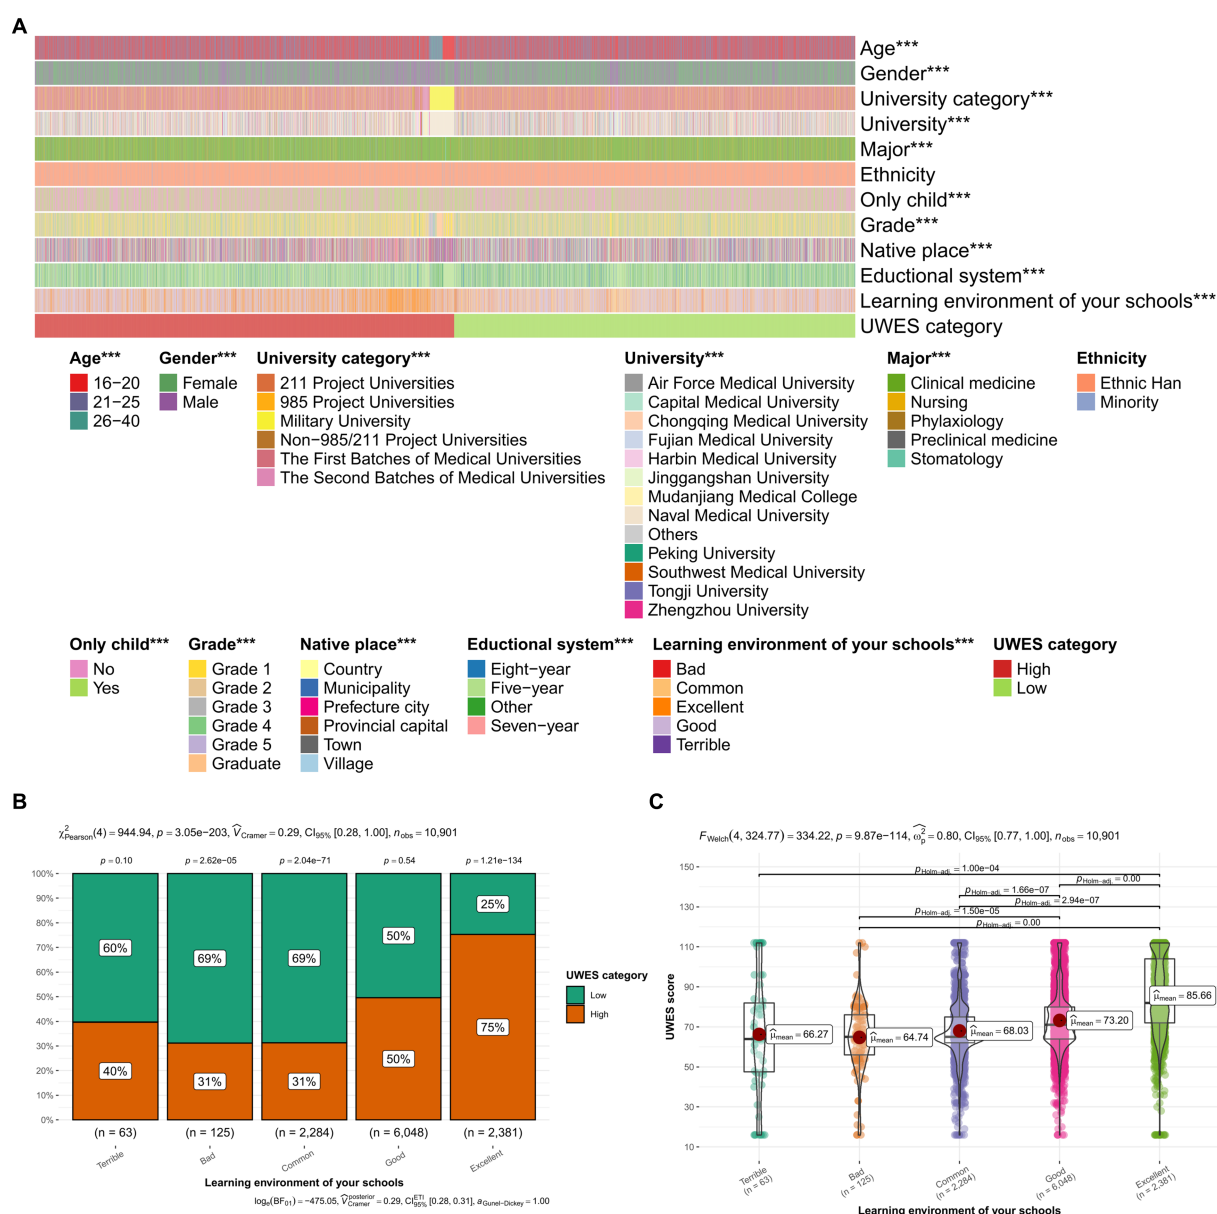 A
Age***
Gender***
University category***
University***
Major***
Ethnicity
Only child***
Grade***
Native place***
Eductional system***
Learning environment of your schools***
UWES category
Age***
16−20
21−25
26−40
Gender***
Female
Male
University category***
211 Project Universities
985 Project Universities
Military University
Non−985/211 Project Universities
The First Batches of Medical Universities
The Second Batches of Medical Universities
University***
Air Force Medical University
Capital Medical University
Chongqing Medical University
Fujian Medical University
Harbin Medical University
Jinggangshan University
Mudanjiang Medical College
Naval Medical University
Others
Peking University
Southwest Medical University
Tongji University
Zhengzhou University
Major***
Clinical medicine
Nursing
Phylaxiology
Preclinical medicine
Stomatology
Ethnicity
Ethnic Han
Minority
Only child***
No
Yes
Grade***
Grade 1
Grade 2
Grade 3
Grade 4
Grade 5
Graduate
Native place***
Country
Municipality
Prefecture city
Provincial capital
Town
Village
Eductional system***
Eight−year
Five−year
Other
Seven−year
Learning environment of your schools***
Bad
Common
Excellent
Good
Terrible
UWES category
High
Low
B
χ²Pearson(4) = 944.94, p = 3.05e−203, V̂Cramer = 0.29, CI95% [0.28, 1.00], nobs = 10,901
p = 0.10 p = 2.62e−05 p = 2.04e−71 p = 0.54 p = 1.21e−134
100%
90%
80%
70%
60%
50%
40%
30%
20%
10%
0%
60% 69% 69% 50% 25%
40% 31% 31% 50% 75%
(n = 63) (n = 125) (n = 2,284) (n = 6,048) (n = 2,381)
Terrible Bad Common Good Excellent
Learning environment of your schools
loge(BF01) = −475.05, V̂posterior Cramer = 0.29, CI ETI 95% [0.28, 0.31], aGunel−Dickey = 1.00
UWES category
Low
High
C
FWelch(4, 324.77) = 334.22, p = 9.87e−114, ω̂²p = 0.80, CI95% [0.77, 1.00], nobs = 10,901
UWES score
150
130
110
90
70
50
30
10
pHolm−adj. = 1.00e−04
pHolm−adj. = 0.00
pHolm−adj. = 1.66e−07
pHolm−adj. = 2.94e−07
pHolm−adj. = 1.50e−05
pHolm−adj. = 0.00
μ̂mean = 66.27
μ̂mean = 64.74
μ̂mean = 68.03
μ̂mean = 73.20
μ̂mean = 85.66
Terrible
(n = 63)
Bad
(n = 125)
Common
(n = 2,284)
Good
(n = 6,048)
Excellent
(n = 2,381)
Learning environment of your schools